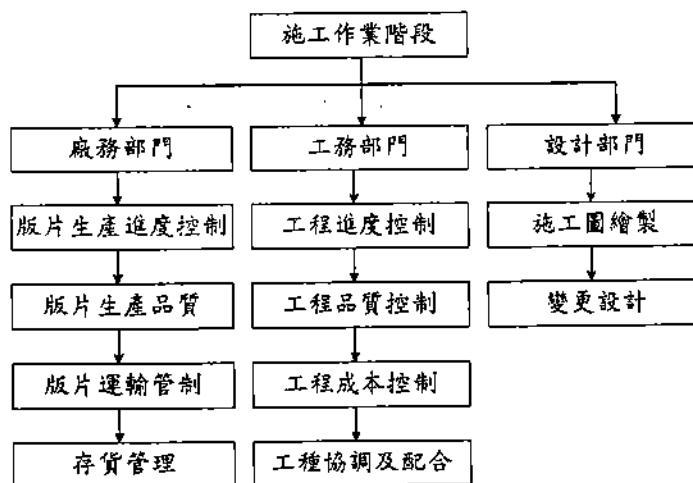 施工作業階段
廠務部門
工務部門
設計部門
版片生產進度控制
工程進度控制
施工圖繪製
版片生產品質
工程品質控制
變更設計
版片運輸管制
工程成本控制
存貨管理
工種協調及配合